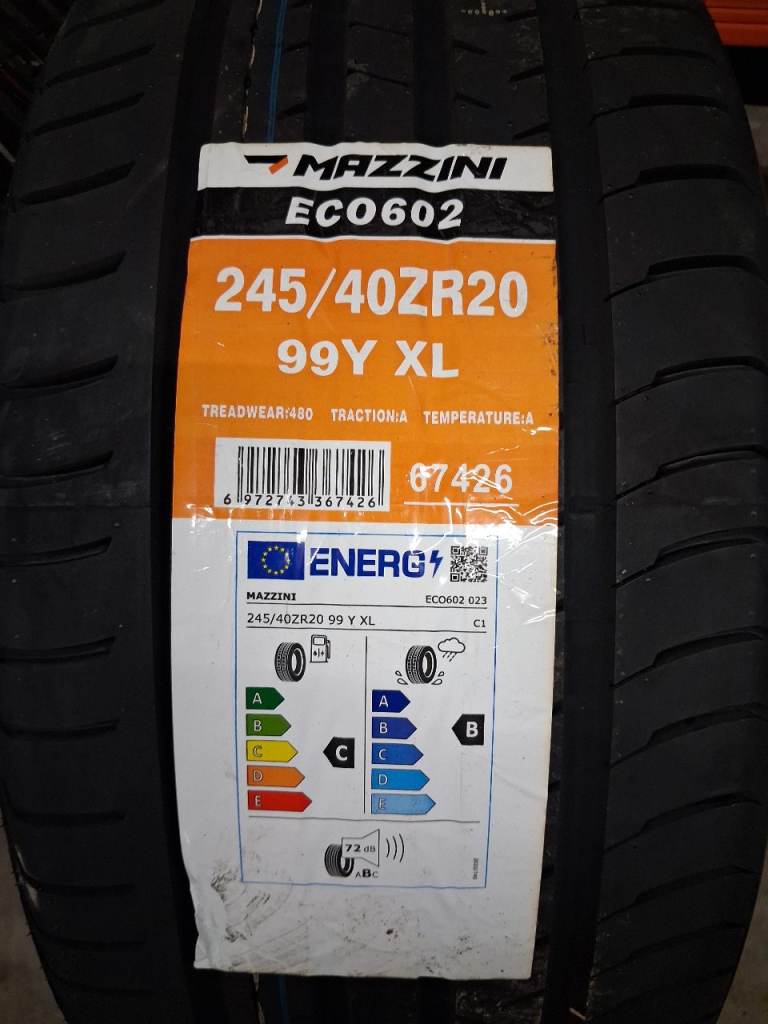 MAZZINI
ECO602
245/40ZR20
99Y XL
TREADWEAR:480 TRACTION:A TEMPERATURE:A
6 972743 367426
67426
ENERG
MAZZINI ECO602 023
245/40ZR20 99 Y XL C1
A
B
C
D
E
C
A
B
C
D
E
B
72 dB
ABC